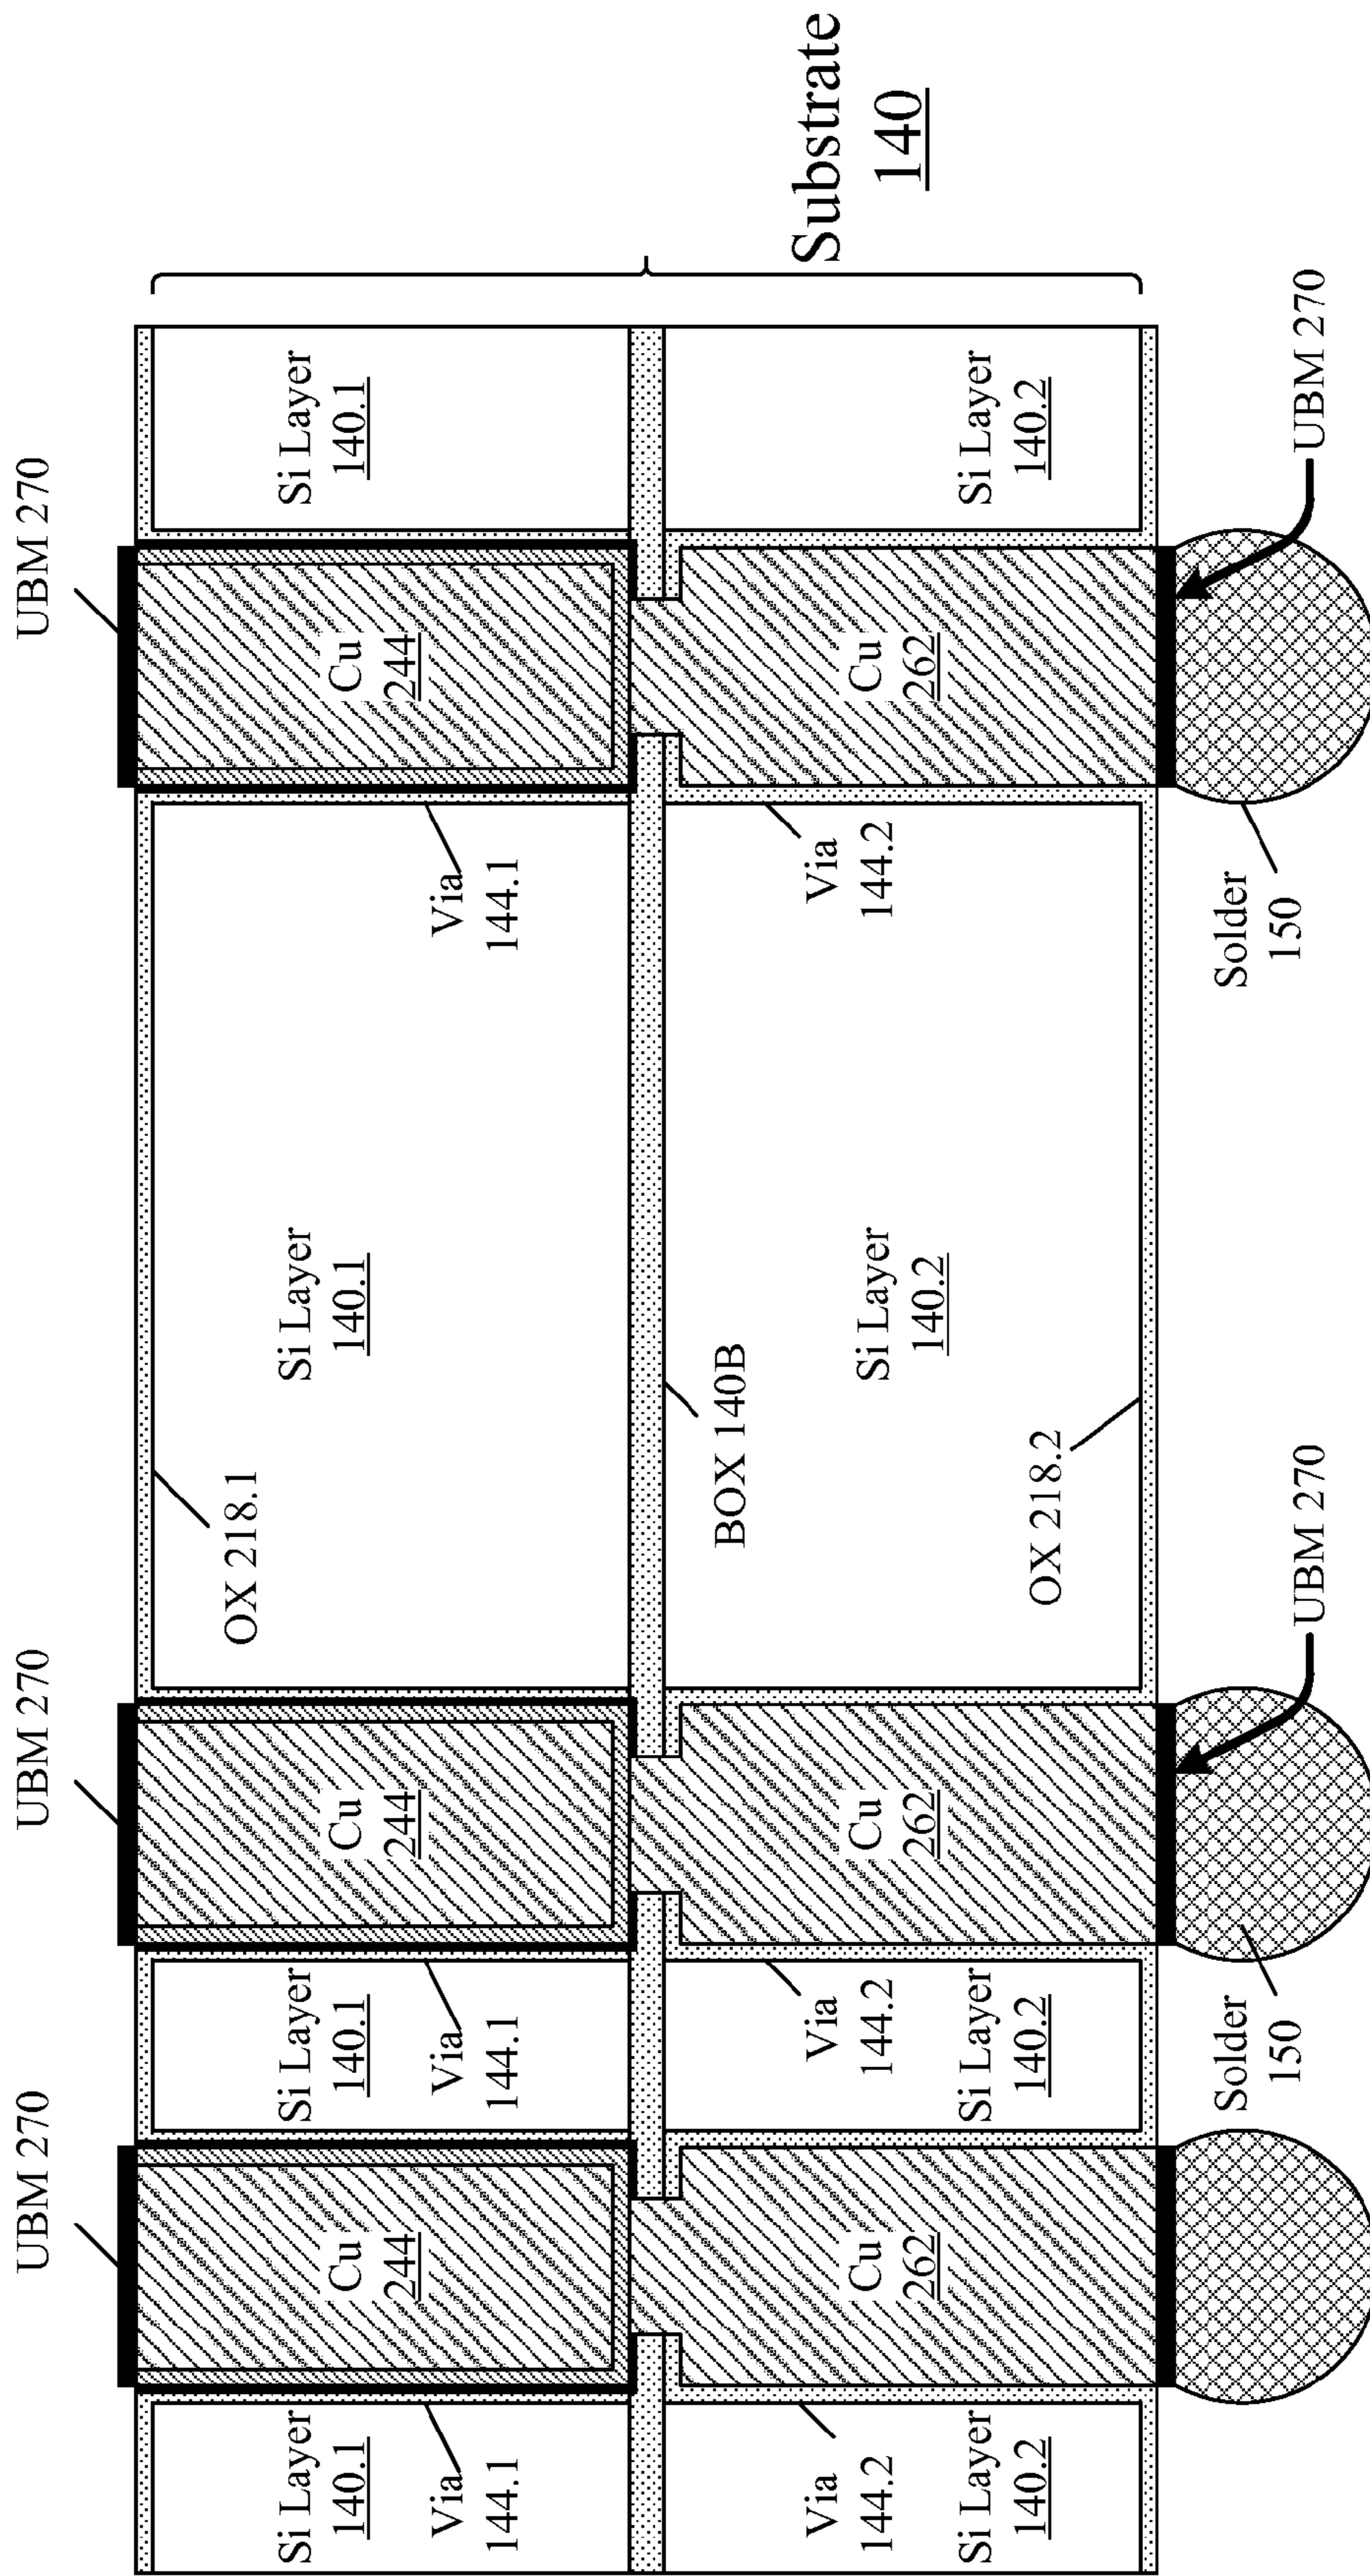 UBM 270
UBM 270
UBM 270
OX 218.1
Si Layer
140.1
Si Layer
140.1
Si Layer
140.1
Si Layer
140.1
Cu
244
Cu
244
Cu
244
Via
144.1
Via
144.1
Via
144.1
BOX 140B
Substrate
140
Via
144.2
Via
144.2
Via
144.2
Cu
262
Cu
262
Cu
262
Si Layer
140.2
Si Layer
140.2
Si Layer
140.2
Si Layer
140.2
OX 218.2
Solder
150
Solder
150
UBM 270
UBM 270